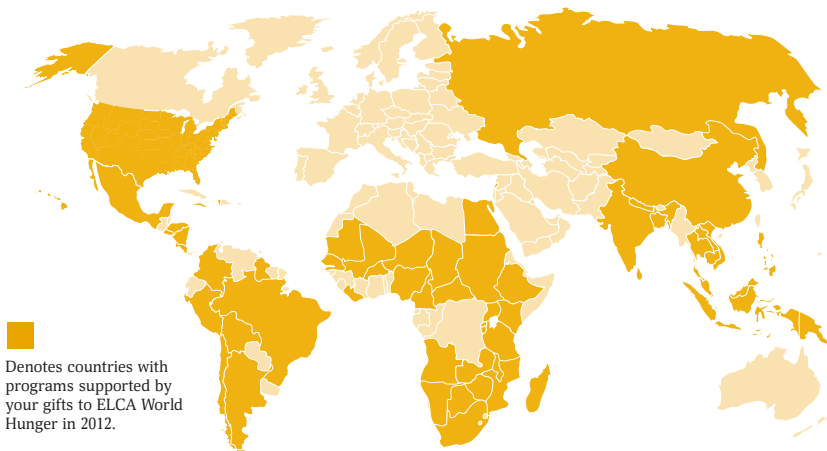 Denotes countries with
programs supported by
your gifts to ELCA World
Hunger in 2012.